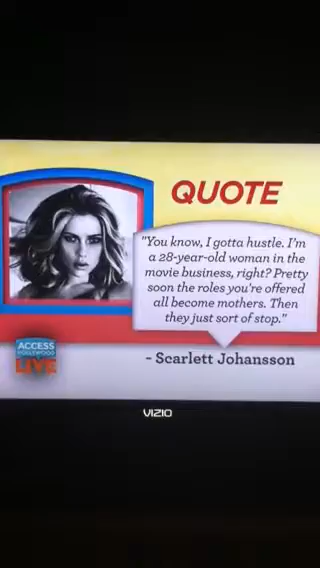 QUOTE
"You know, I gotta hustle. I'm
a 28-year-old woman in the
movie business, right? Pretty
soon the roles you're offered
all become mothers. Then
they just sort of stop."
- Scarlett Johansson
ACCESS
HOLLYWOOD
LIVE
VIZIO